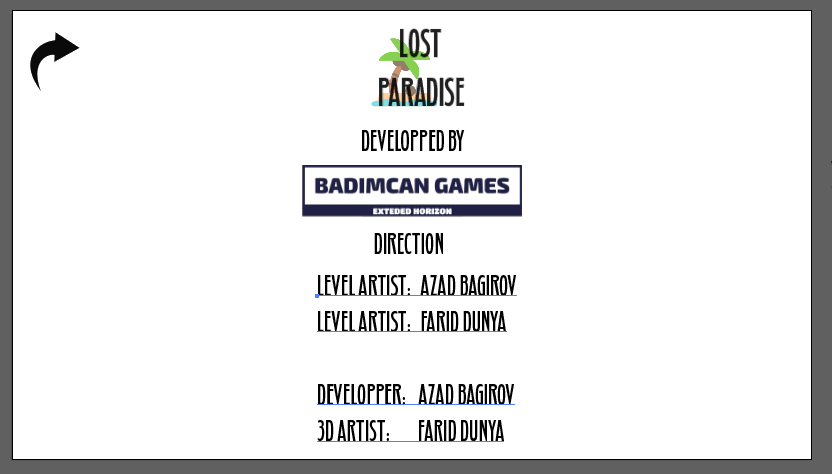 LOST
PARADISE
DEVELOPPED BY
BADIMCAN GAMES
EXTEDED HORIZON
DIRECTION
LEVEL ARTIST: AZAD BAGIROV
LEVEL ARTIST: FARID DUNYA
DEVELOPPER: AZAD BAGIROV
3D ARTIST: FARID DUNYA